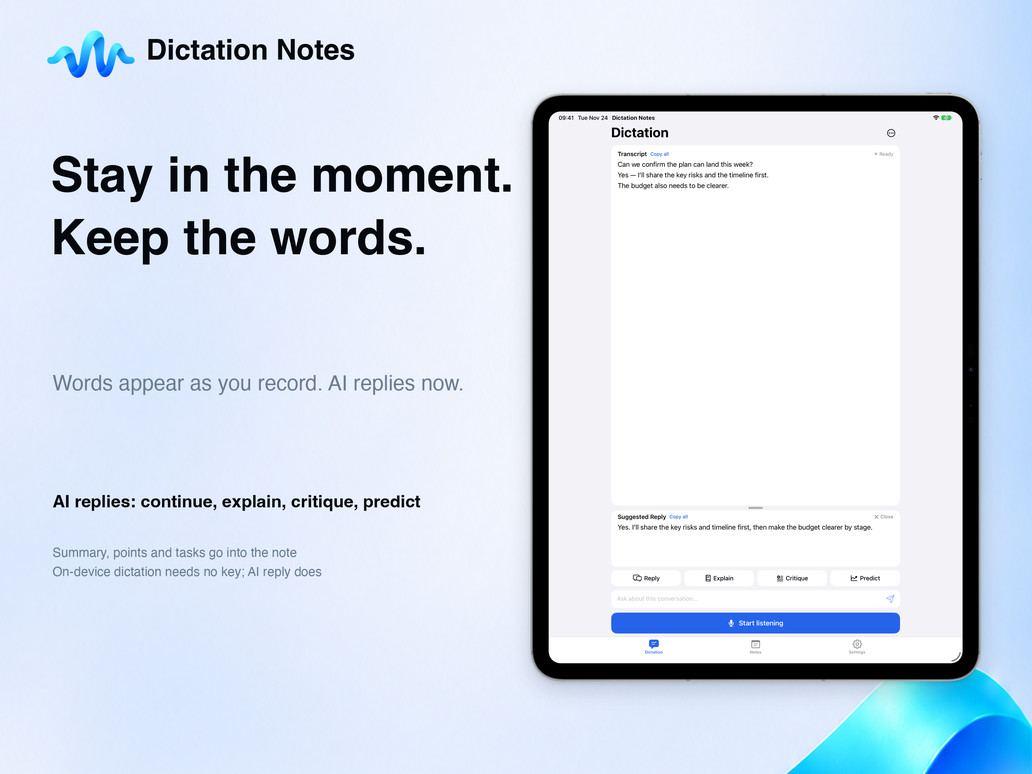 Dictation Notes
Stay in the moment.
Keep the words.
Words appear as you record. AI replies now.
AI replies: continue, explain, critique, predict
Summary, points and tasks go into the note
On-device dictation needs no key; AI reply does
09:41 Tue Nov 24 Dictation Notes
Dictation
Transcript Copy all Ready
Can we confirm the plan can land this week?
Yes — I'll share the key risks and the timeline first.
The budget also needs to be clearer.
Suggested Reply Copy all Close
Yes. I'll share the key risks and timeline first, then make the budget clearer by stage.
Reply Explain Critique Predict
Ask about this conversation...
Start listening
Dictation Notes Settings